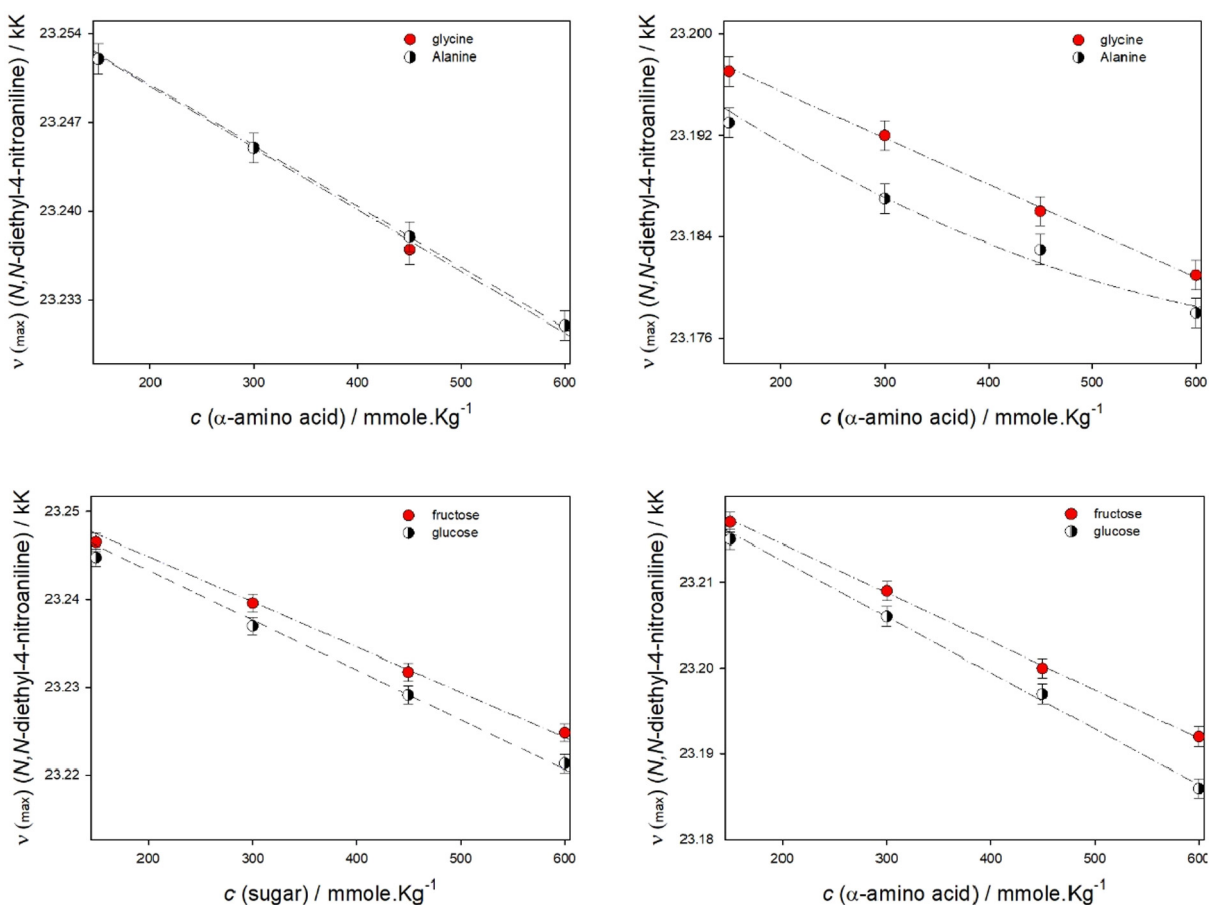 ν (max) (N,N-diethyl-4-nitroaniline) / kK
23.254
23.247
23.240
23.233
glycine
Alanine
200
300
400
500
600
c (α-amino acid) / mmole.Kg⁻¹
ν (max) (N,N-diethyl-4-nitroaniline) / kK
23.200
23.192
23.184
23.176
glycine
Alanine
200
300
400
500
600
c (α-amino acid) / mmole.Kg⁻¹
ν (max) (N,N-diethyl-4-nitroaniline) / kK
23.25
23.24
23.23
23.22
fructose
glucose
200
300
400
500
600
c (sugar) / mmole.Kg⁻¹
ν (max) (N,N-diethyl-4-nitroaniline) / kK
23.21
23.20
23.19
23.18
fructose
glucose
200
300
400
500
600
c (α-amino acid) / mmole.Kg⁻¹